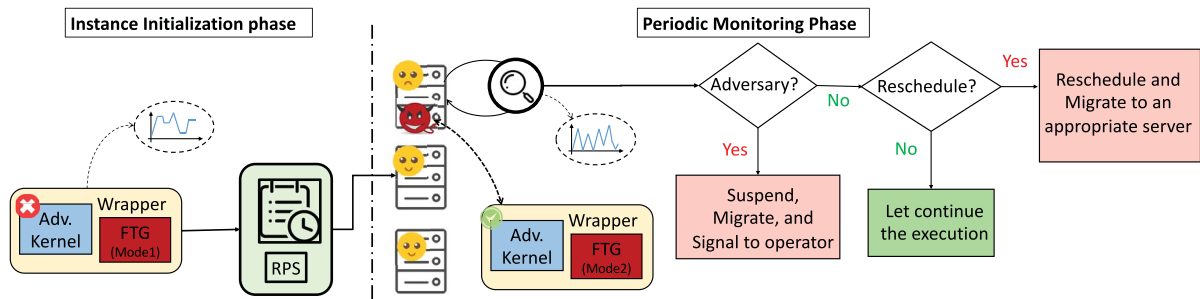 Instance Initialization phase
Periodic Monitoring Phase
Wrapper
Adv.
Kernel
FTG
(Mode1)
RPS
Wrapper
Adv.
Kernel
FTG
(Mode2)
Adversary?
No
Yes
Reschedule?
Yes
No
Reschedule and
Migrate to an
appropriate server
Suspend,
Migrate, and
Signal to operator
Let continue
the execution